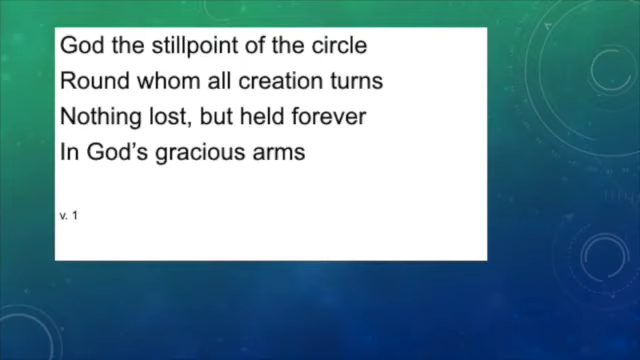 God the stillpoint of the circle
Round whom all creation turns
Nothing lost, but held forever
In God's gracious arms
v. 1